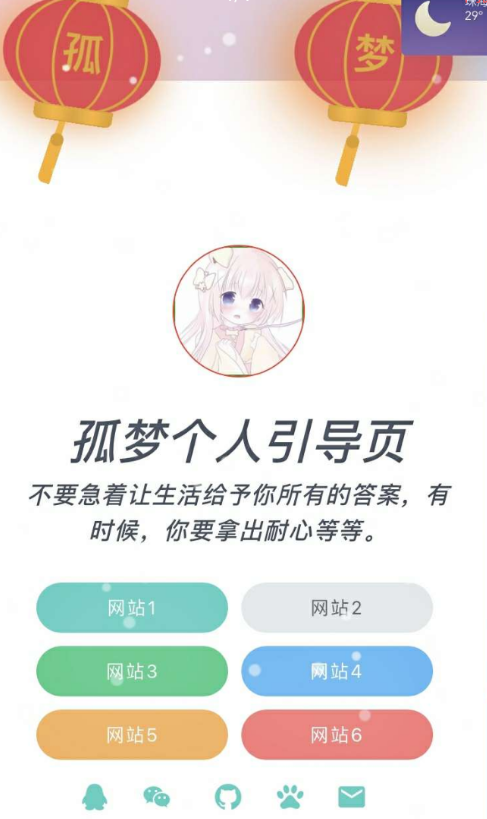 孤
梦
珠海
29°
孤梦个人引导页
不要急着让生活给予你所有的答案，有
时候，你要拿出耐心等等。
网站1
网站2
网站3
网站4
网站5
网站6